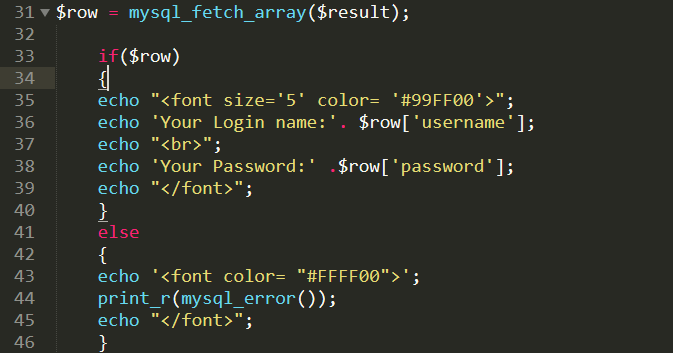 31 $row = mysql_fetch_array($result);
32
33 if($row)
34 {
35 echo "<font size='5' color= '#99FF00'>";
36 echo 'Your Login name:'. $row['username'];
37 echo "<br>";
38 echo 'Your Password:' .$row['password'];
39 echo "</font>";
40 }
41 else
42 {
43 echo '<font color= "#FFFF00">';
44 print_r(mysql_error());
45 echo "</font>";
46 }